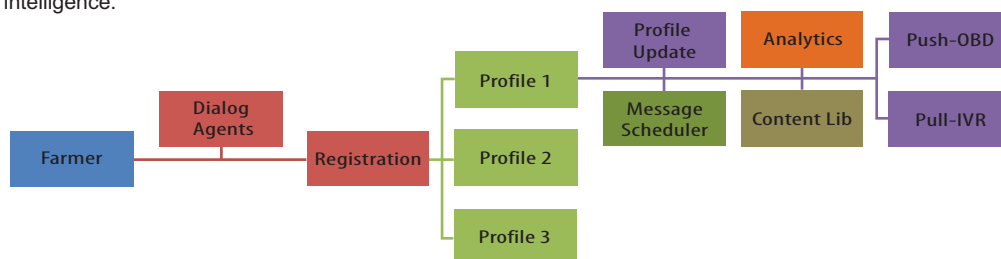 intelligence.
Profile
Update
Analytics
Push-OBD
Profile 1
Dialog
Agents
Message
Scheduler
Content Lib
Pull-IVR
Farmer
Registration
Profile 2
Profile 3